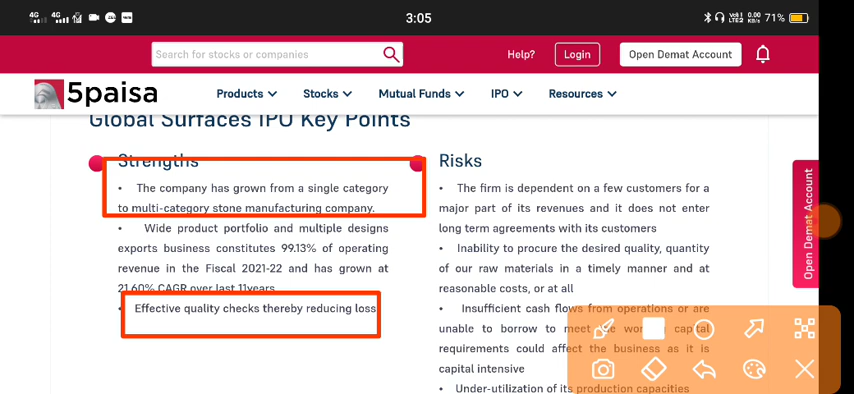 4G 4G 3:05 71%
Search for stocks or companies Help? Login Open Demat Account
5paisa Products Stocks Mutual Funds IPO Resources
Global Surfaces IPO Key Points
Strengths
• The company has grown from a single category
to multi-category stone manufacturing company.
• Wide product portfolio and multiple designs
exports business constitutes 99.13% of operating
revenue in the Fiscal 2021-22 and has grown at
21.60% CAGR over last 11years
• Effective quality checks thereby reducing loss
Risks
• The firm is dependent on a few customers for a
major part of its revenues and it does not enter
long term agreements with its customers
• Inability to procure the desired quality, quantity
of our raw materials in a timely manner and at
reasonable costs, or at all
• Insufficient cash flows from operations or are
unable to borrow to meet the working capital
requirements could affect the business as it is
capital intensive
• Under-utilization of its production capacities
Open Demat Account